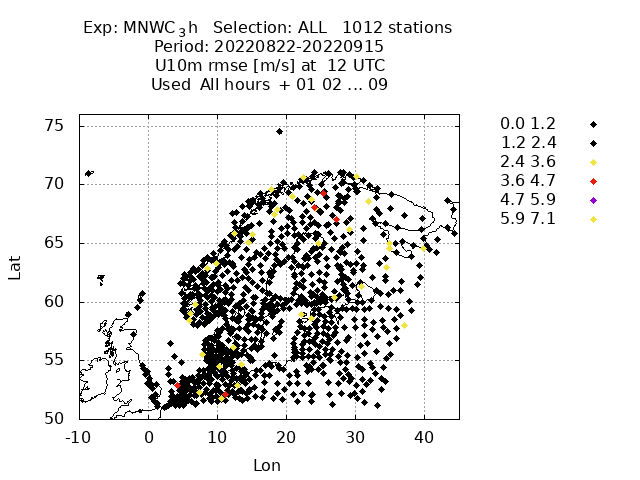 Exp: MNWC₃h Selection: ALL 1012 stations
Period: 20220822-20220915
U10m rmse [m/s] at 12 UTC
Used All hours + 01 02 ... 09
0.0 1.2
1.2 2.4
2.4 3.6
3.6 4.7
4.7 5.9
5.9 7.1
Lat
75
70
65
60
55
50
-10 0 10 20 30 40
Lon